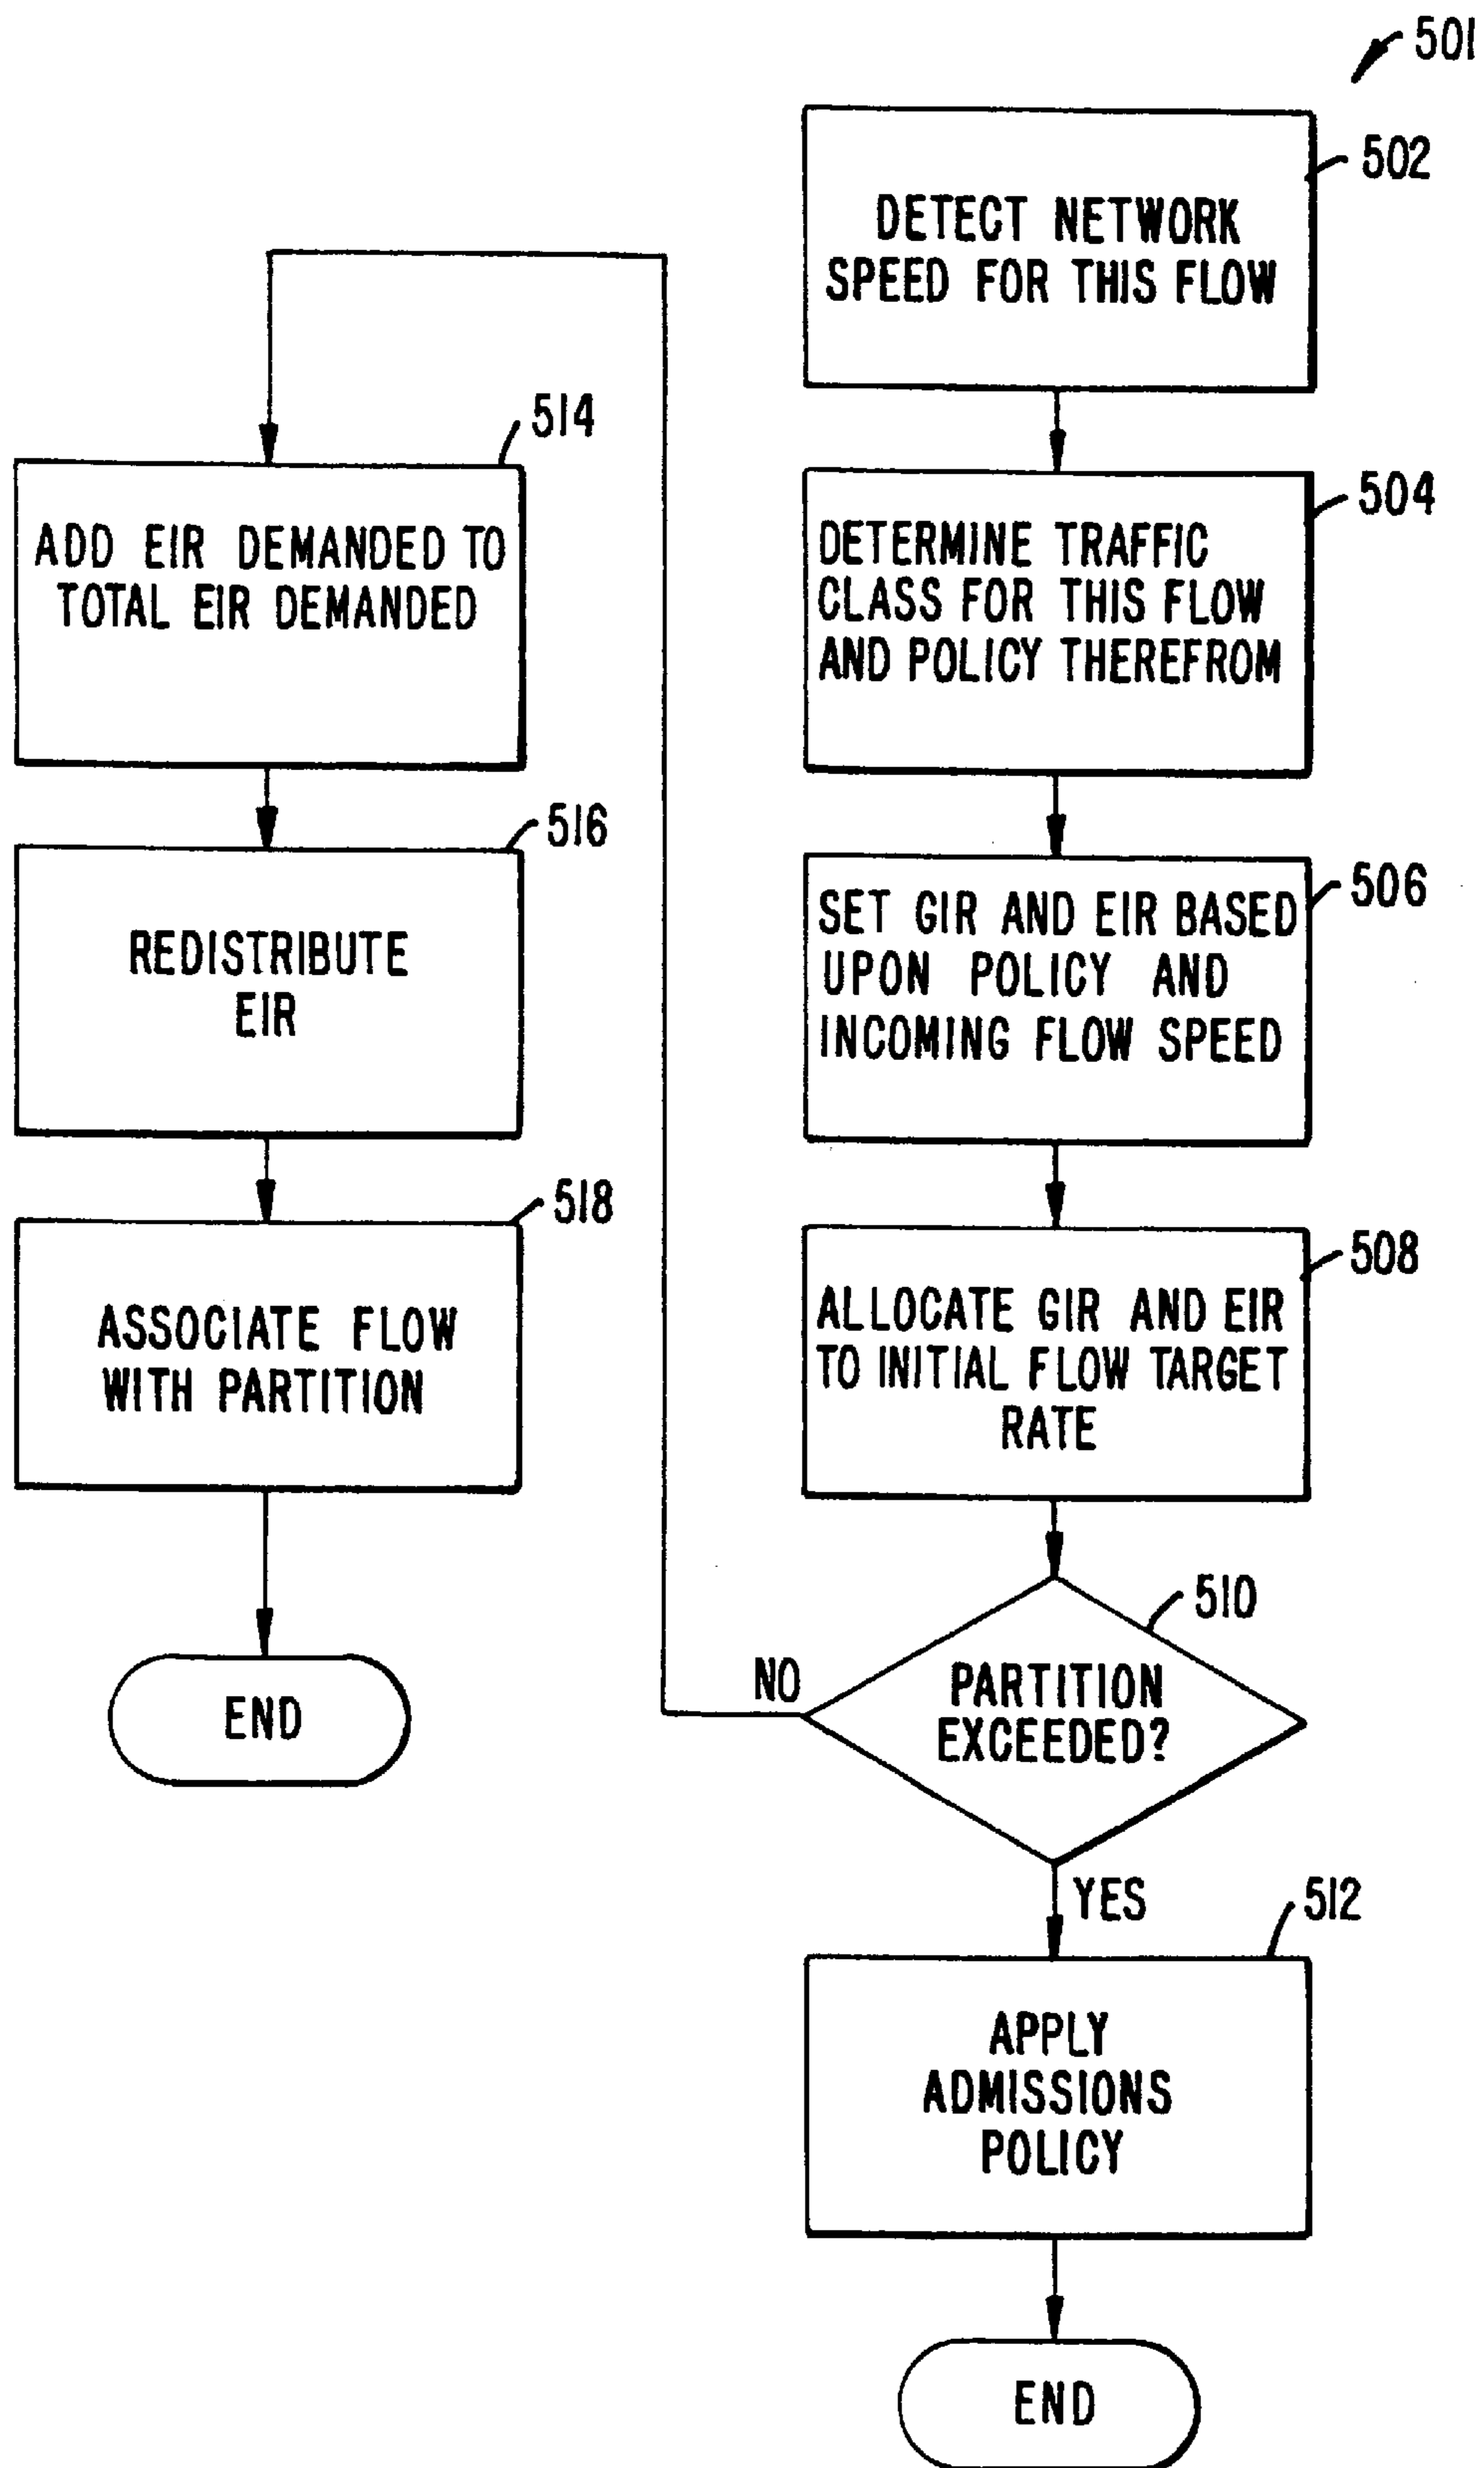 501
502
DETECT NETWORK
SPEED FOR THIS FLOW
504
DETERMINE TRAFFIC
CLASS FOR THIS FLOW
AND POLICY THEREFROM
506
SET GIR AND EIR BASED
UPON POLICY AND
INCOMING FLOW SPEED
508
ALLOCATE GIR AND EIR
TO INITIAL FLOW TARGET
RATE
510
PARTITION
EXCEEDED?
NO
YES
512
APPLY
ADMISSIONS
POLICY
END
514
ADD EIR DEMANDED TO
TOTAL EIR DEMANDED
516
REDISTRIBUTE
EIR
518
ASSOCIATE FLOW
WITH PARTITION
END